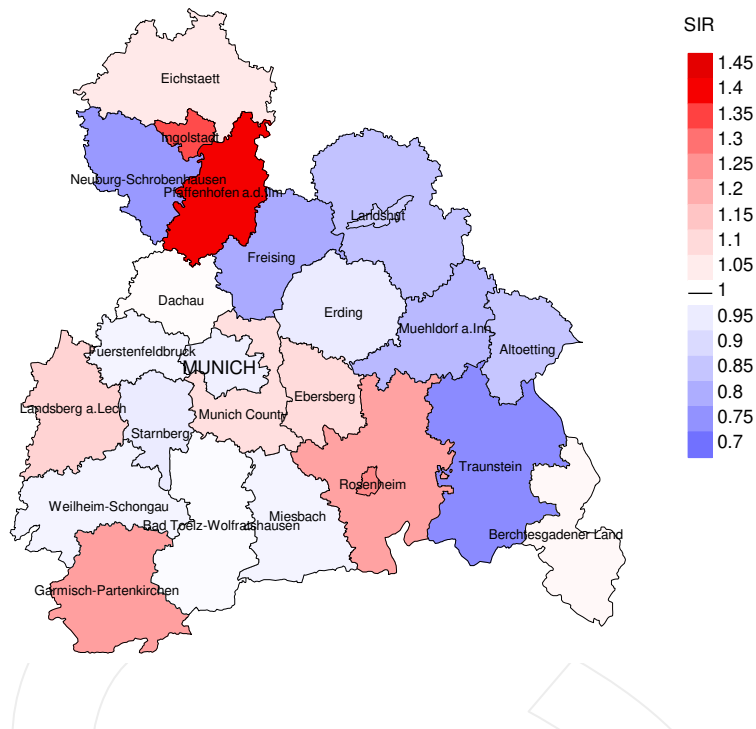 SIR
Eichstaett
1.45
1.4
1.35
1.3
1.25
1.2
1.15
1.1
1.05
1
0.95
0.9
0.85
0.8
0.75
0.7
Ingolstadt
Neuburg-Schrobenhausen
Pfaffenhofen a.d.Ilm
Landshut
Freising
Dachau
Erding
Muehldorf a.Inn
Altoetting
Fuerstenfeldbruck
MUNICH
Ebersberg
Landsberg a.Lech
Munich County
Starnberg
Traunstein
Rosenheim
Weilheim-Schongau
Miesbach
Bad Toelz-Wolfratshausen
Berchtesgadener Land
Garmisch-Partenkirchen